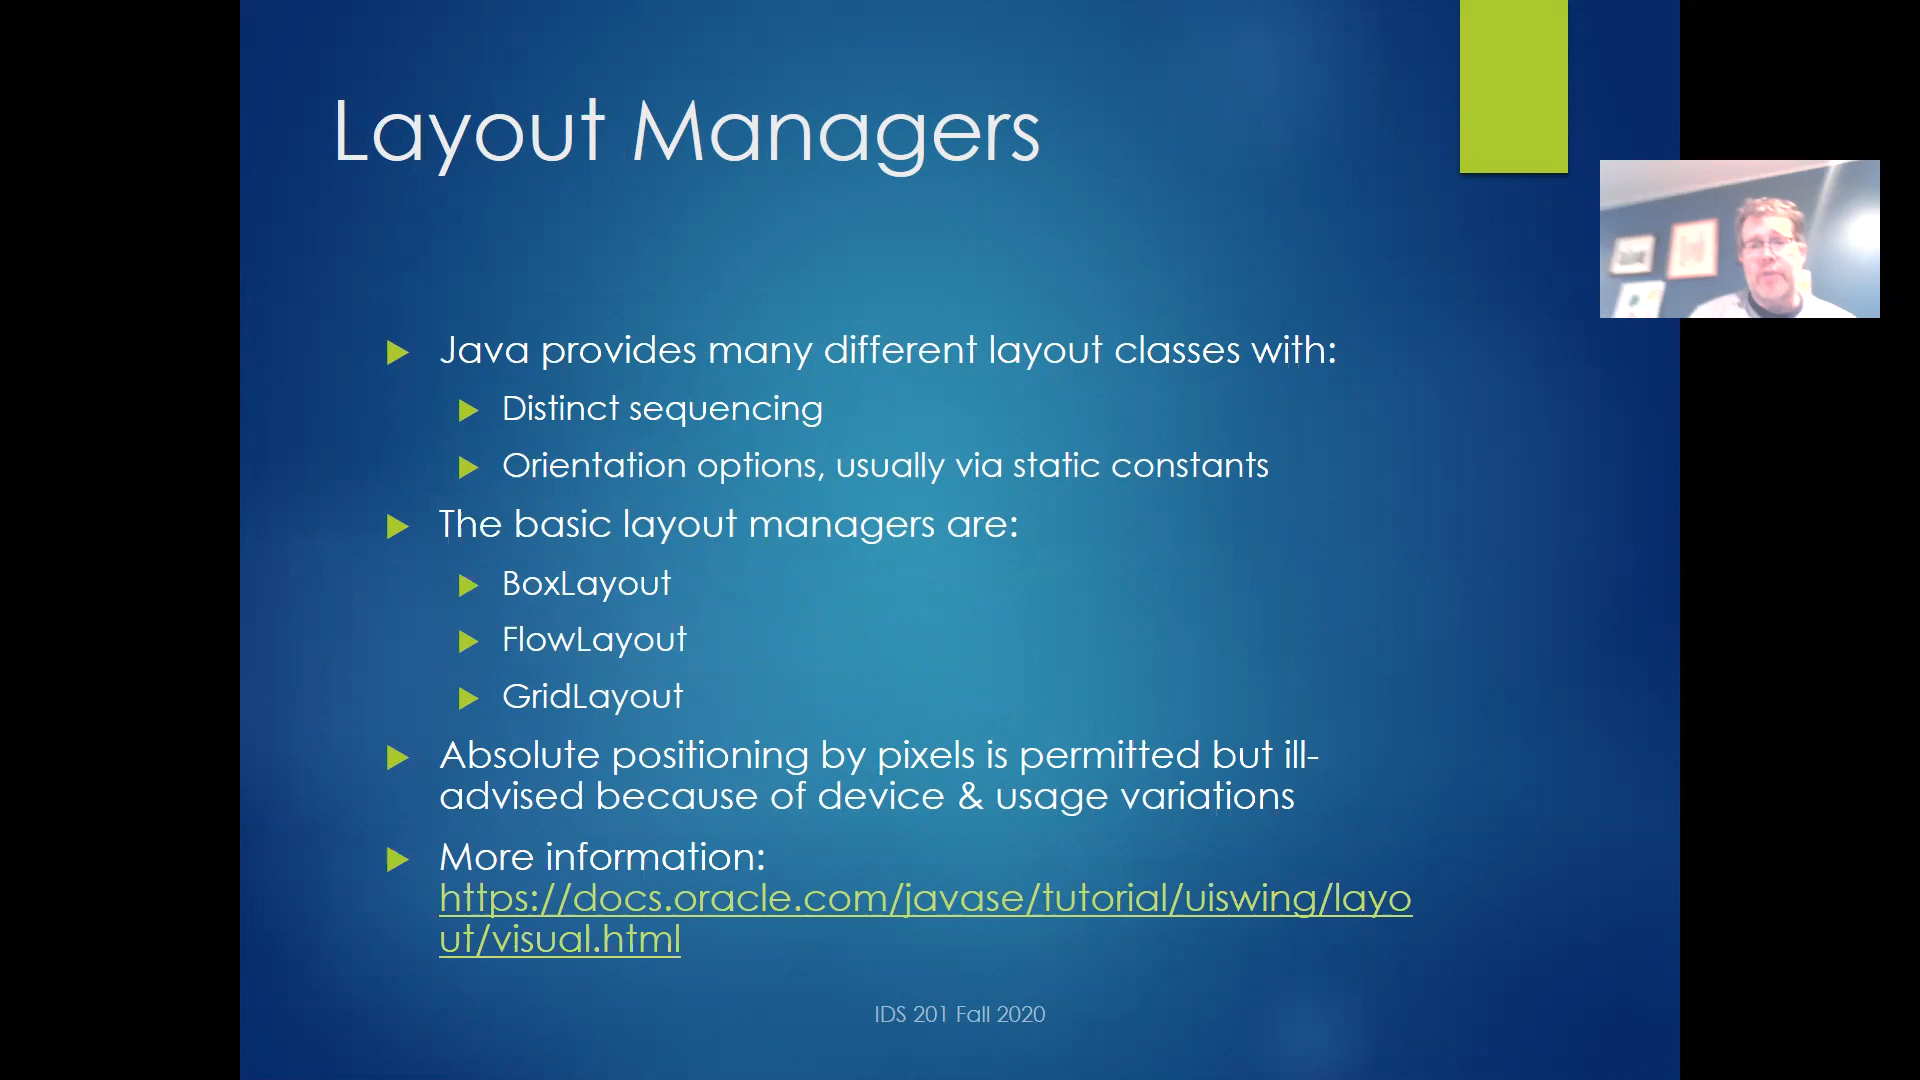 Layout Managers
Java provides many different layout classes with:
Distinct sequencing
Orientation options, usually via static constants
The basic layout managers are:
BoxLayout
FlowLayout
GridLayout
Absolute positioning by pixels is permitted but ill-
advised because of device & usage variations
More information:
https://docs.oracle.com/javase/tutorial/uiswing/layo
ut/visual.html
IDS 201 Fall 2020